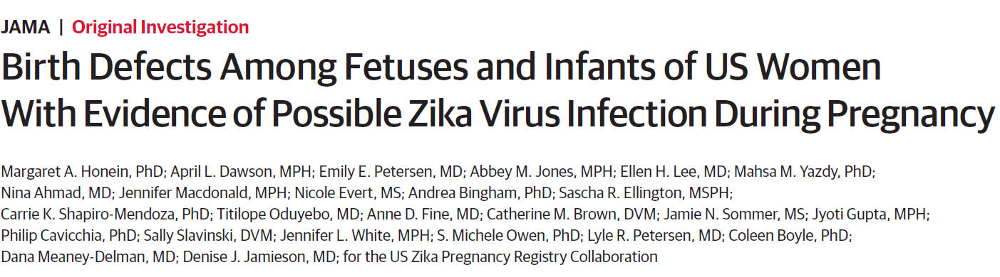 JAMA | Original Investigation
Birth Defects Among Fetuses and Infants of US Women
With Evidence of Possible Zika Virus Infection During Pregnancy
Margaret A. Honein, PhD; April L. Dawson, MPH; Emily E. Petersen, MD; Abbey M. Jones, MPH; Ellen H. Lee, MD; Mahsa M. Yazdy, PhD;
Nina Ahmad, MD; Jennifer Macdonald, MPH; Nicole Evert, MS; Andrea Bingham, PhD; Sascha R. Ellington, MSPH;
Carrie K. Shapiro-Mendoza, PhD; Titilope Oduyebo, MD; Anne D. Fine, MD; Catherine M. Brown, DVM; Jamie N. Sommer, MS; Jyoti Gupta, MPH;
Philip Cavicchia, PhD; Sally Slavinski, DVM; Jennifer L. White, MPH; S. Michele Owen, PhD; Lyle R. Petersen, MD; Coleen Boyle, PhD;
Dana Meaney-Delman, MD; Denise J. Jamieson, MD; for the US Zika Pregnancy Registry Collaboration